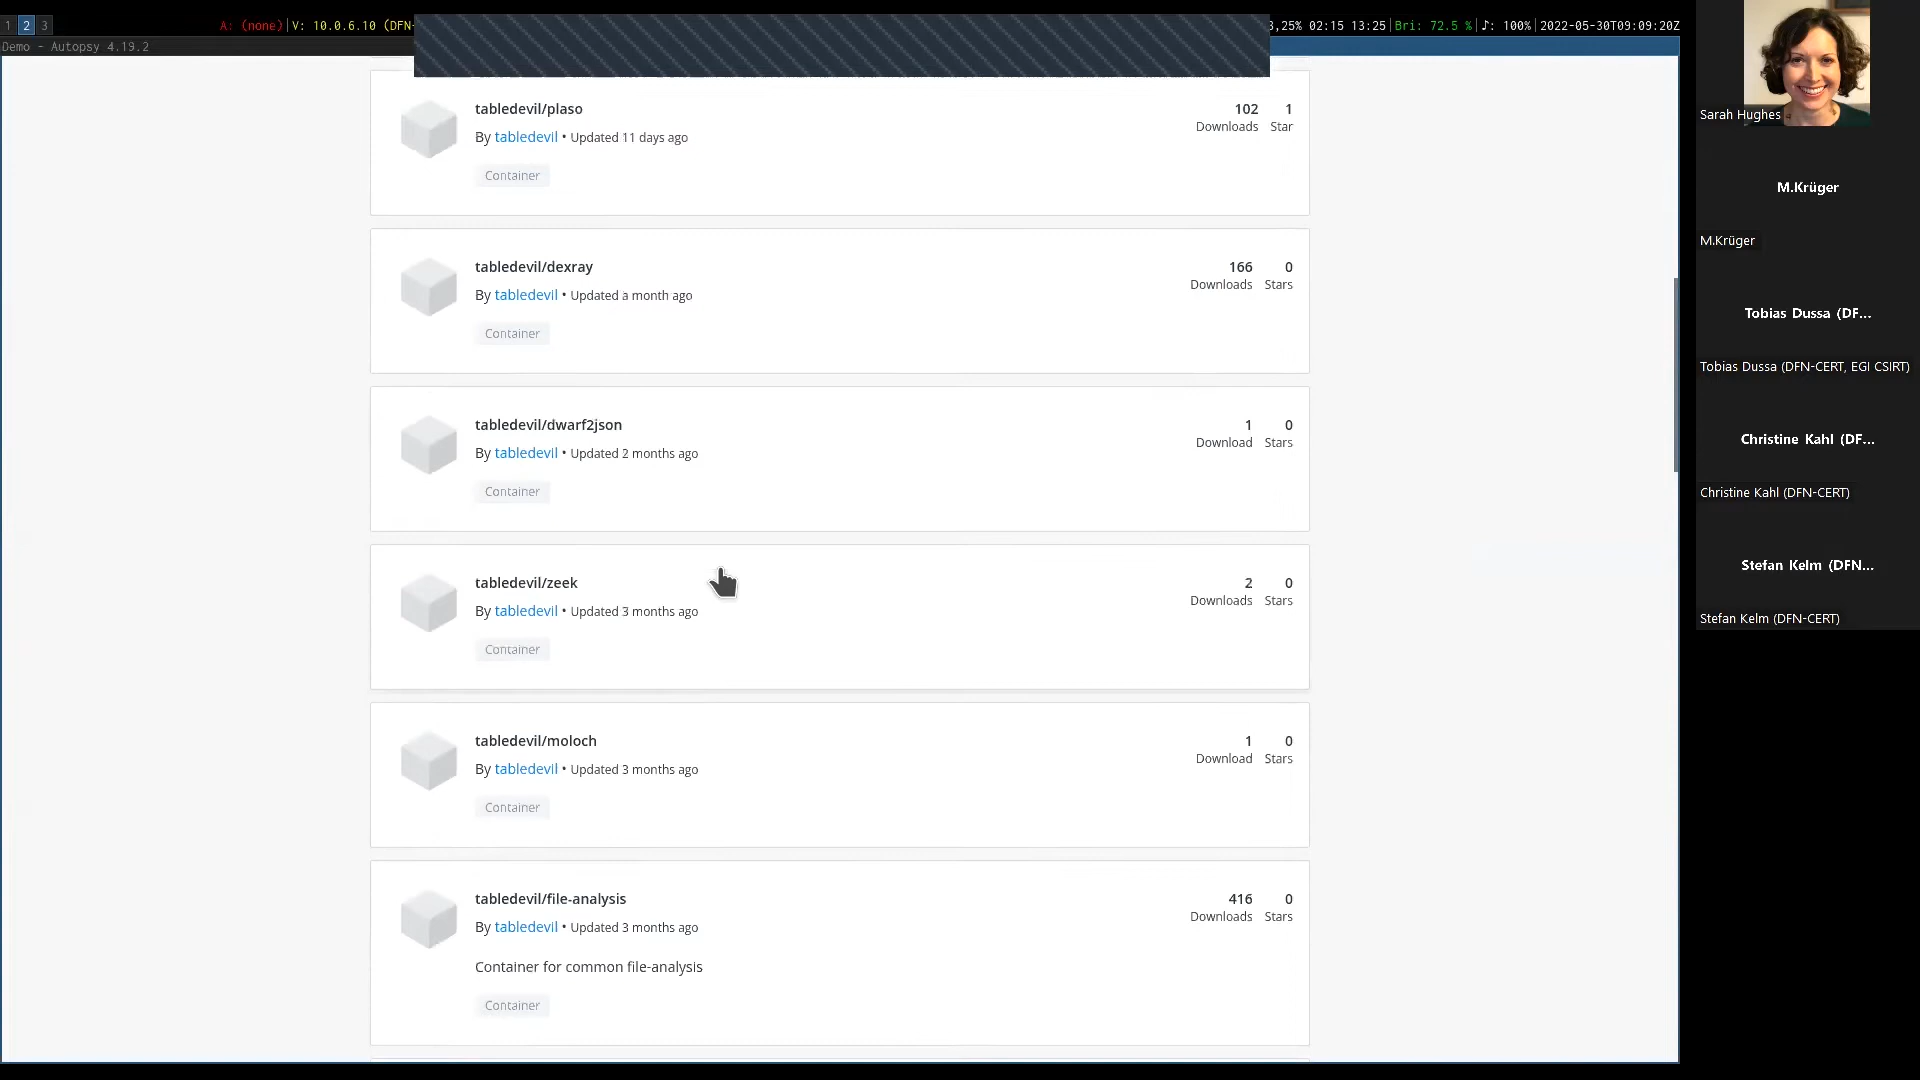 1 2 3
A: (none)|V: 10.0.6.10 (DFN-
3,25% 02:15 13:25|Bri: 72.5 %|♪: 100%|2022-05-30T09:09:20Z
Demo - Autopsy 4.19.2
tabledevil/plaso
102 1
Downloads Star
By tabledevil • Updated 11 days ago
Container
tabledevil/dexray
166 0
Downloads Stars
By tabledevil • Updated a month ago
Container
tabledevil/dwarf2json
1 0
Download Stars
By tabledevil • Updated 2 months ago
Container
tabledevil/zeek
2 0
Downloads Stars
By tabledevil • Updated 3 months ago
Container
tabledevil/moloch
1 0
Download Stars
By tabledevil • Updated 3 months ago
Container
tabledevil/file-analysis
416 0
Downloads Stars
By tabledevil • Updated 3 months ago
Container for common file-analysis
Container
Sarah Hughes
M.Krüger
M.Krüger
Tobias Dussa (DF...
Tobias Dussa (DFN-CERT, EGI CSIRT)
Christine Kahl (DF...
Christine Kahl (DFN-CERT)
Stefan Kelm (DFN...
Stefan Kelm (DFN-CERT)